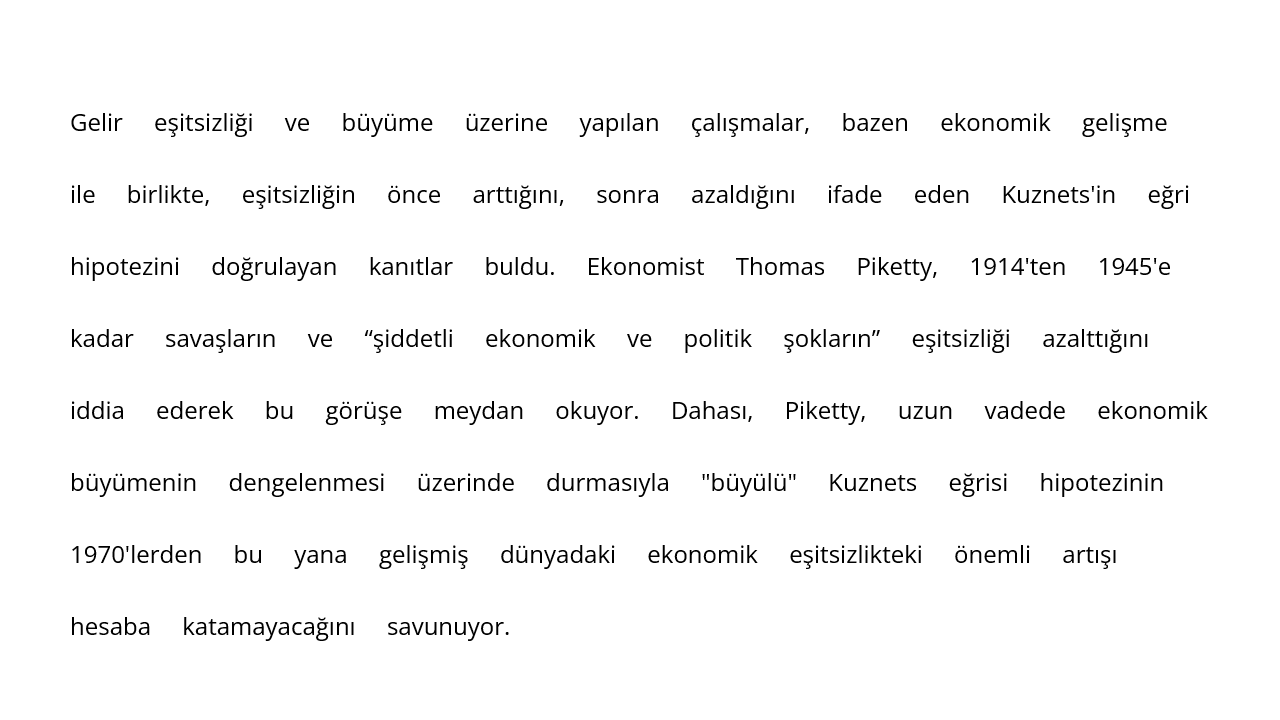 Gelir eşitsizliği ve büyüme üzerine yapılan çalışmalar, bazen ekonomik gelişme
ile birlikte, eşitsizliğin önce arttığını, sonra azaldığını ifade eden Kuznets'in eğri
hipotezini doğrulayan kanıtlar buldu. Ekonomist Thomas Piketty, 1914'ten 1945'e
kadar savaşların ve “şiddetli ekonomik ve politik şokların” eşitsizliği azalttığını
iddia ederek bu görüşe meydan okuyor. Dahası, Piketty, uzun vadede ekonomik
büyümenin dengelenmesi üzerinde durmasıyla "büyülü" Kuznets eğrisi hipotezinin
1970'lerden bu yana gelişmiş dünyadaki ekonomik eşitsizlikteki önemli artışı
hesaba katamayacağını savunuyor.